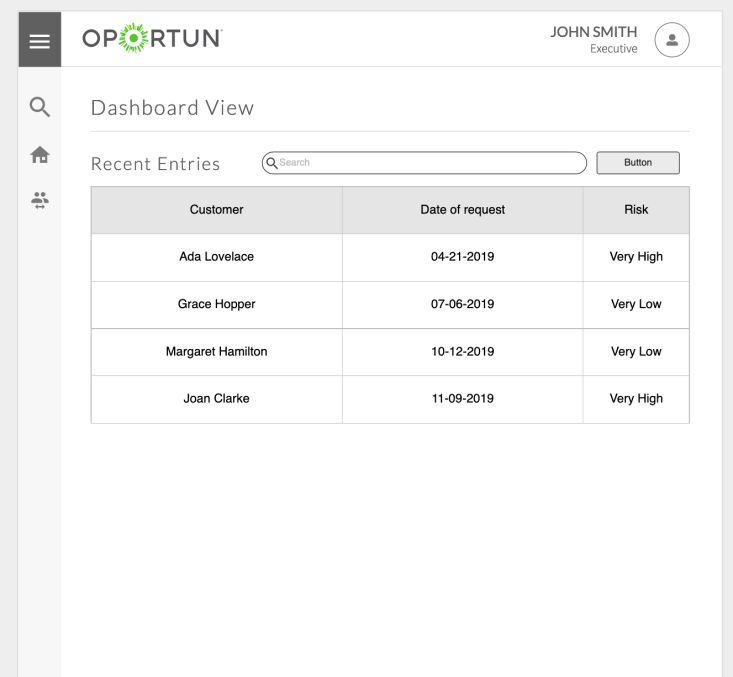 OPORTUN
JOHN SMITH
Executive
Dashboard View
Recent Entries
Search
Button
Customer Date of request Risk
Ada Lovelace 04-21-2019 Very High
Grace Hopper 07-06-2019 Very Low
Margaret Hamilton 10-12-2019 Very Low
Joan Clarke 11-09-2019 Very High